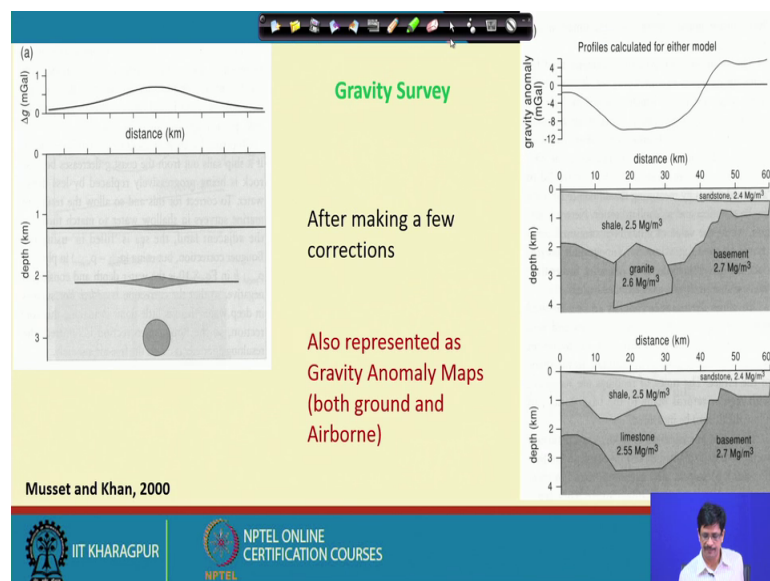 (a)
Δg (mGal)
1
0
distance (km)
0
1
2
3
depth (km)
Gravity Survey
After making a few
corrections
Also represented as
Gravity Anomaly Maps
(both ground and
Airborne)
Profiles calculated for either model
gravity anomaly
(mGal)
4
0
-4
-8
-12
distance (km)
0 10 20 30 40 50 60
sandstone, 2.4 Mg/m³
shale, 2.5 Mg/m³
granite
2.6 Mg/m³
basement
2.7 Mg/m³
depth (km)
0
1
2
3
4
distance (km)
0 10 20 30 40 50 60
sandstone, 2.4 Mg/m³
shale, 2.5 Mg/m³
limestone
2.55 Mg/m³
basement
2.7 Mg/m³
depth (km)
0
1
2
3
4
Musset and Khan, 2000
IIT KHARAGPUR
NPTEL ONLINE
CERTIFICATION COURSES
NPTEL